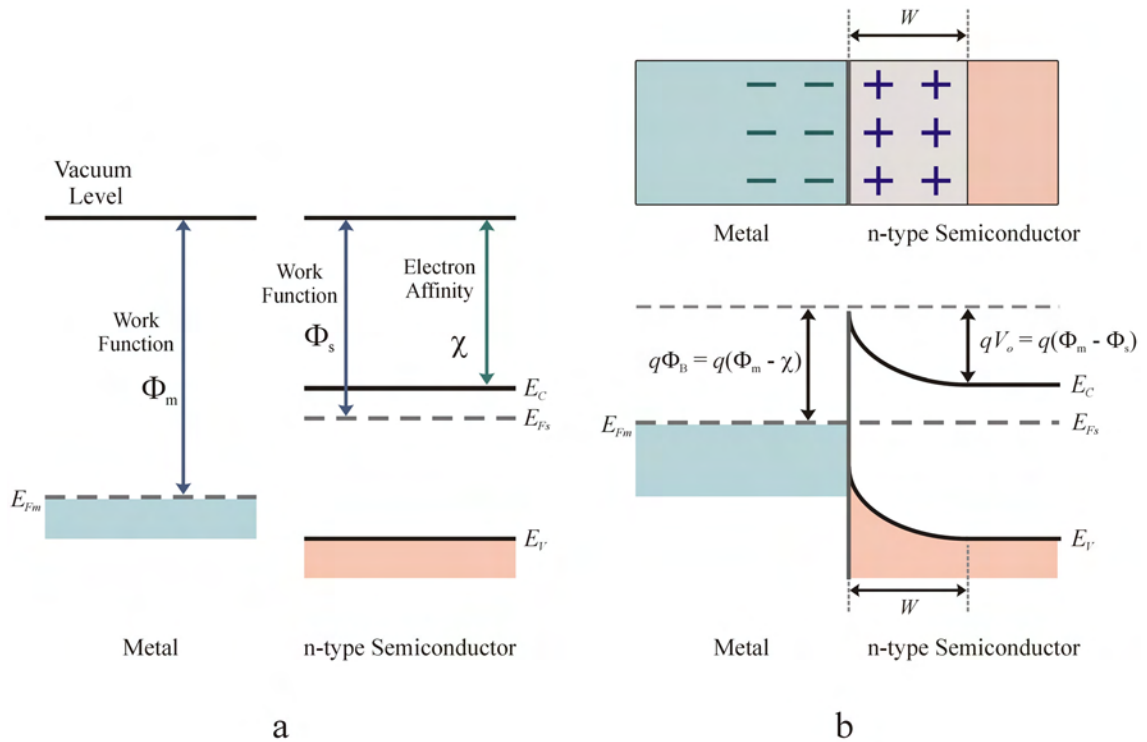 Vacuum
Level
Work
Function
Φm
EFm
Metal
Work
Function
Φs
Electron
Affinity
χ
EC
EFs
EV
n-type Semiconductor
a
W
− − + +
− − + +
− − + +
Metal
n-type Semiconductor
qΦB = q(Φm - χ)
qVo = q(Φm - Φs)
EC
EFm
EFs
EV
W
Metal
n-type Semiconductor
b